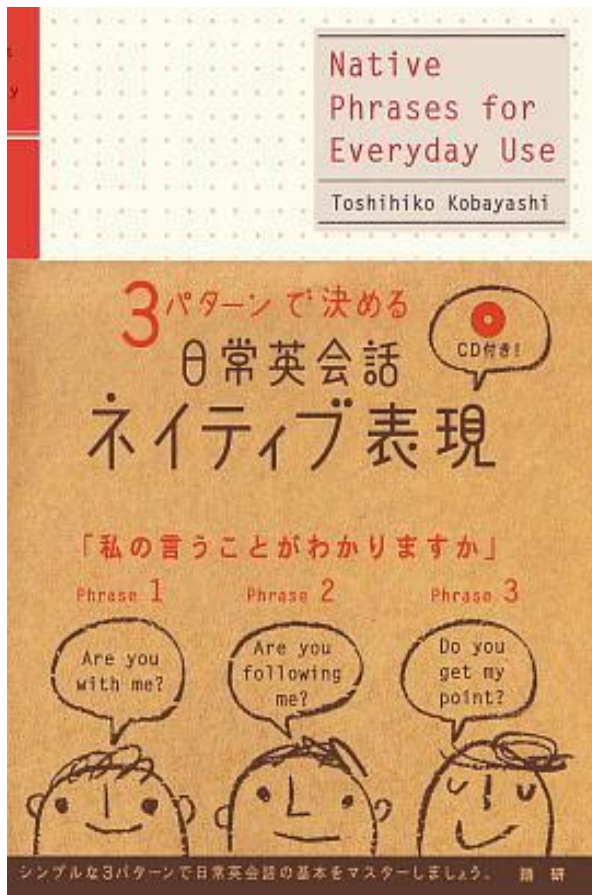 Native
Phrases for
Everyday Use
Toshihiko Kobayashi
3パターンで決める
日常英会話
ネイティブ表現
CD付き!
「私の言うことがわかりますか」
Phrase 1
Phrase 2
Phrase 3
Are you
with me?
Are you
following
me?
Do you
get my
point?
シンプルな3パターンで日常英会話の基本をマスターしましょう。 語研